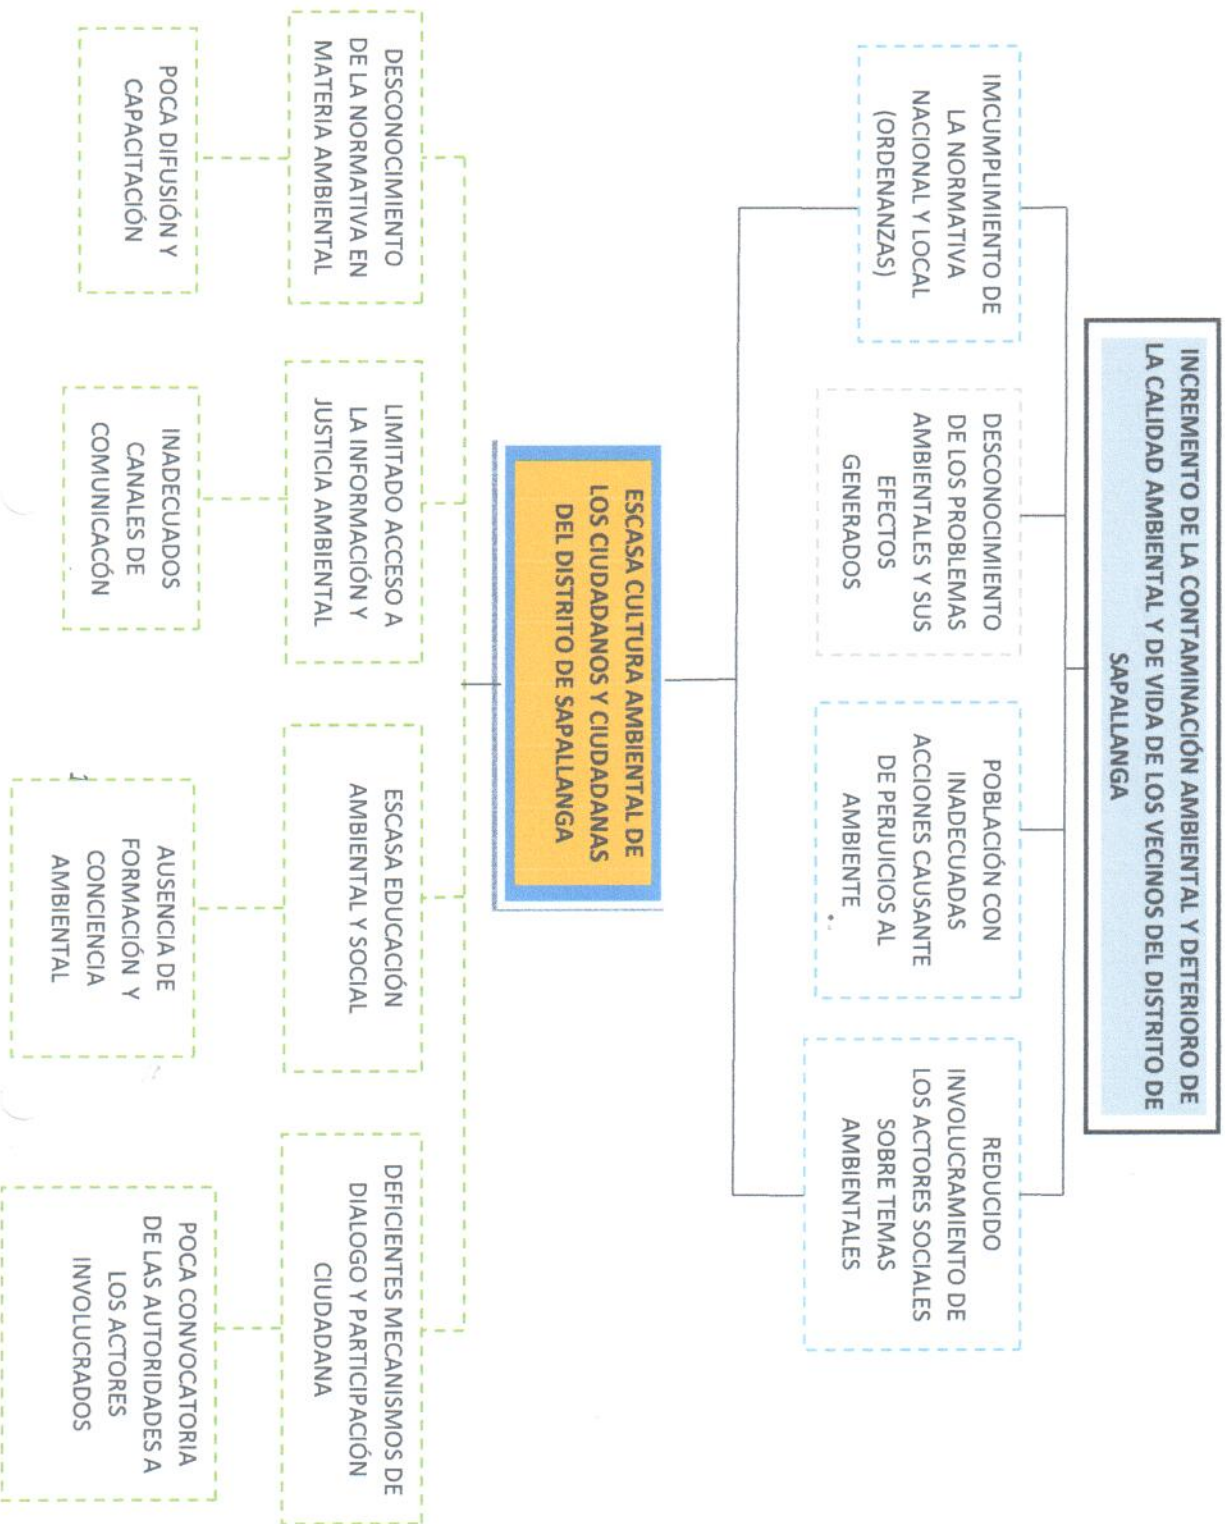 INCREMENTO DE LA CONTAMINACIÓN AMBIENTAL Y DETERIORO DE
LA CALIDAD AMBIENTAL Y DE VIDA DE LOS VECINOS DEL DISTRITO DE
SAPALLANGA
IMCUMPLIMIENTO DE
LA NORMATIVA
NACIONAL Y LOCAL
(ORDENANZAS)
DESCONOCIMIENTO
DE LOS PROBLEMAS
AMBIENTALES Y SUS
EFECTOS
GENERADOS
POBLACIÓN CON
INADECUADAS
ACCIONES CAUSANTE
DE PERJUICIOS AL
AMBIENTE
REDUCIDO
INVOLUCRAMIENTO DE
LOS ACTORES SOCIALES
SOBRE TEMAS
AMBIENTALES
ESCASA CULTURA AMBIENTAL DE
LOS CIUDADANOS Y CIUDADANAS
DEL DISTRITO DE SAPALLANGA
DESCONOCIMIENTO
DE LA NORMATIVA EN
MATERIA AMBIENTAL
LIMITADO ACCESO A
LA INFORMACIÓN Y
JUSTICIA AMBIENTAL
ESCASA EDUCACIÓN
AMBIENTAL Y SOCIAL
DEFICIENTES MECANISMOS DE
DIALOGO Y PARTICIPACIÓN
CIUDADANA
POCA DIFUSIÓN Y
CAPACITACIÓN
INADECUADOS
CANALES DE
COMUNICACÓN
AUSENCIA DE
FORMACIÓN Y
CONCIENCIA
AMBIENTAL
POCA CONVOCATORIA
DE LAS AUTORIDADES A
LOS ACTORES
INVOLUCRADOS
1